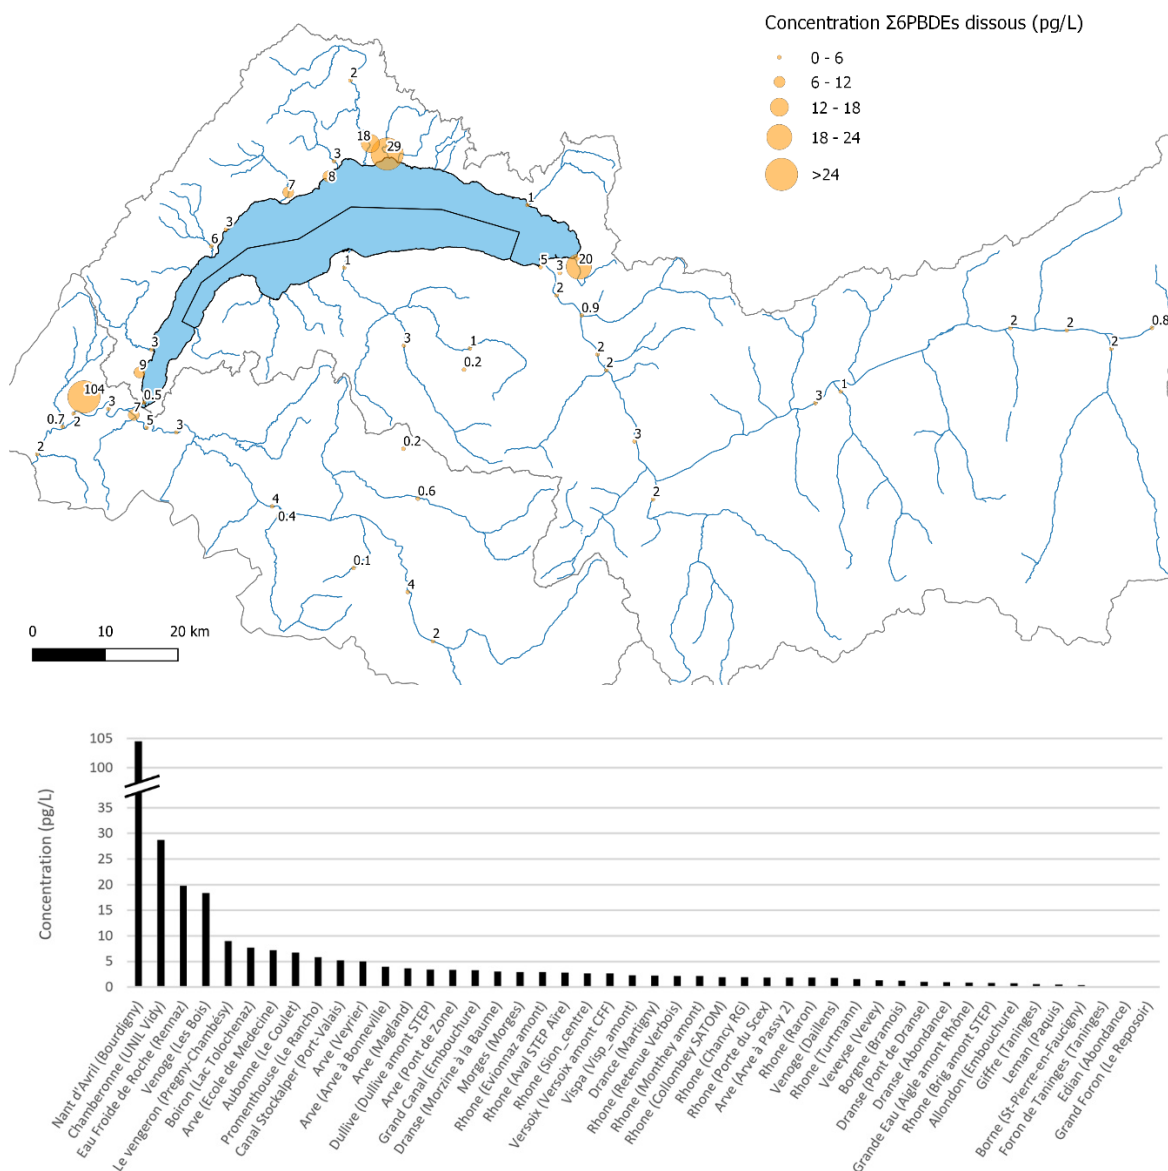 Concentration Σ6PBDEs dissous (pg/L)
0 - 6
6 - 12
12 - 18
18 - 24
>24
2
18
29
3
8
7
1
3
6
20
5
3
1
2
0.9
0.8
2
2
3
3
1
2
2
2
0.2
9
104
0.5
3
1
3
7
0.7
2
5
3
2
0.2
3
0.6
2
4
0.4
0.1
4
2
0 10 20 km
Concentration (pg/L)
105
100
35
30
25
20
15
10
5
0
Nant d'Avril (Bourdigny)
Chamberonne (UNIL Vidy)
Eau Froide de Roche (Rennaz)
Venoge (Les Bois)
Le vengeron (Pregny-Chambésy)
Boiron (Lac Tolochenaz)
Arve (Ecole de Medecine)
Aubonne (Le Coulet)
Promenthouse (Le Rancho)
Canal Stockalper (Port-Valais)
Arve (Veyrier)
Arve (Arve à Bonneville)
Arve (Magland)
Dullive (Dullive amont STEP)
Arve (Pont de Zone)
Grand Canal (Embouchure)
Dranse (Morzine à la Baume)
Morges (Morges)
Rhone (Evionnaz amont)
Rhone (Aval STEP Aïre)
Rhone (Sion_centre)
Versoix (Versoix amont CFF)
Vispa (Visp_amont)
Drance (Martigny)
Rhone (Retenue Verbois)
Rhone (Monthey amont)
Rhone (Collombey SATOM)
Rhone (Chancy RG)
Rhone (Porte du Scex)
Arve (Arve à Passy 2)
Rhone (Raron)
Venoge (Daillens)
Rhone (Turtmann)
Veveyse (Vevey)
Borgne (Bramois)
Dranse (Pont de Dranse)
Dranse (Abondance)
Grande Eau (Aigle amont Rhône)
Rhone (Brig amont STEP)
Allondon (Embouchure)
Giffre (Taninges)
Leman (Paquis)
Borne (St-Pierre-en-Faucigny)
Foron de Taninges (Taninges)
Edian (Abondance)
Grand Foron (Le Reposoir)